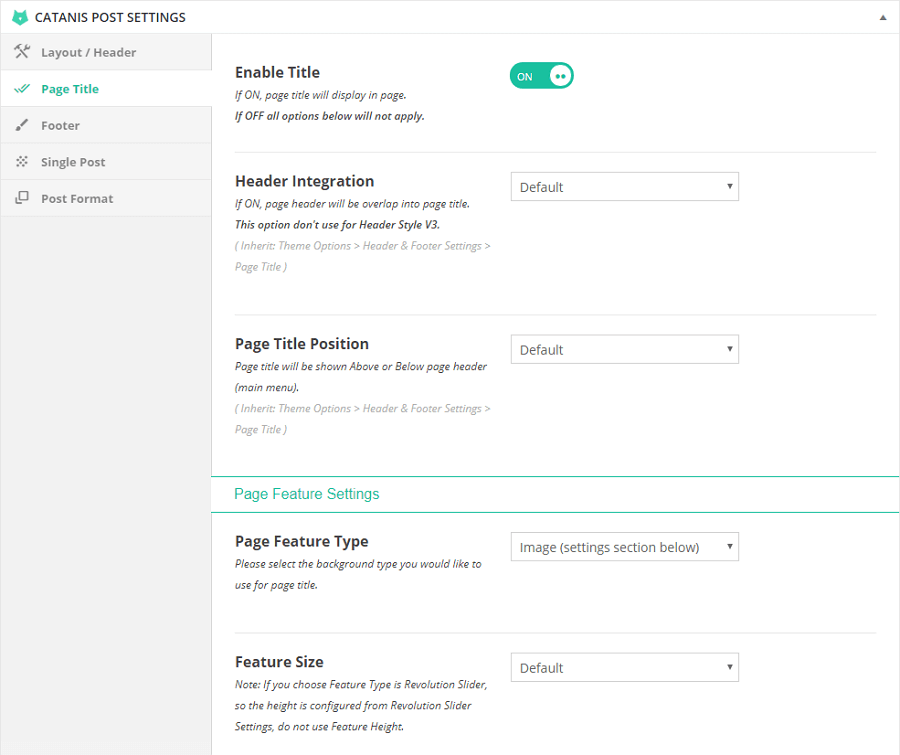 CATANIS POST SETTINGS
Layout / Header
Page Title
Footer
Single Post
Post Format
Enable Title
If ON, page title will display in page.
If OFF all options below will not apply.
ON
Header Integration
If ON, page header will be overlap into page title.
This option don't use for Header Style V3.
( Inherit: Theme Options > Header & Footer Settings >
Page Title )
Default
Page Title Position
Page title will be shown Above or Below page header
(main menu).
( Inherit: Theme Options > Header & Footer Settings >
Page Title )
Default
Page Feature Settings
Page Feature Type
Please select the background type you would like to
use for page title.
Image (settings section below)
Feature Size
Note: If you choose Feature Type is Revolution Slider,
so the height is configured from Revolution Slider
Settings, do not use Feature Height.
Default